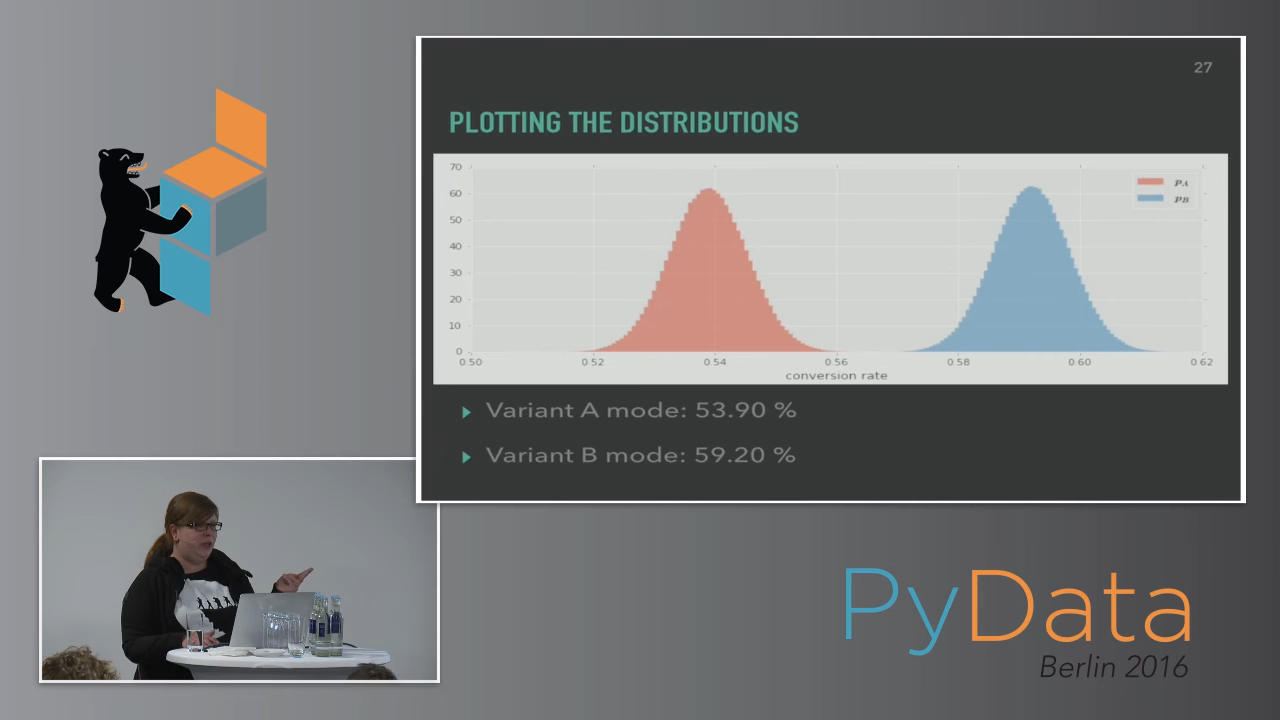 27
PLOTTING THE DISTRIBUTIONS
70
60
50
40
30
20
10
0
0.50 0.52 0.54 0.56 0.58 0.60 0.62
conversion rate
pA
pB
Variant A mode: 53.90 %
Variant B mode: 59.20 %
PyData
Berlin 2016